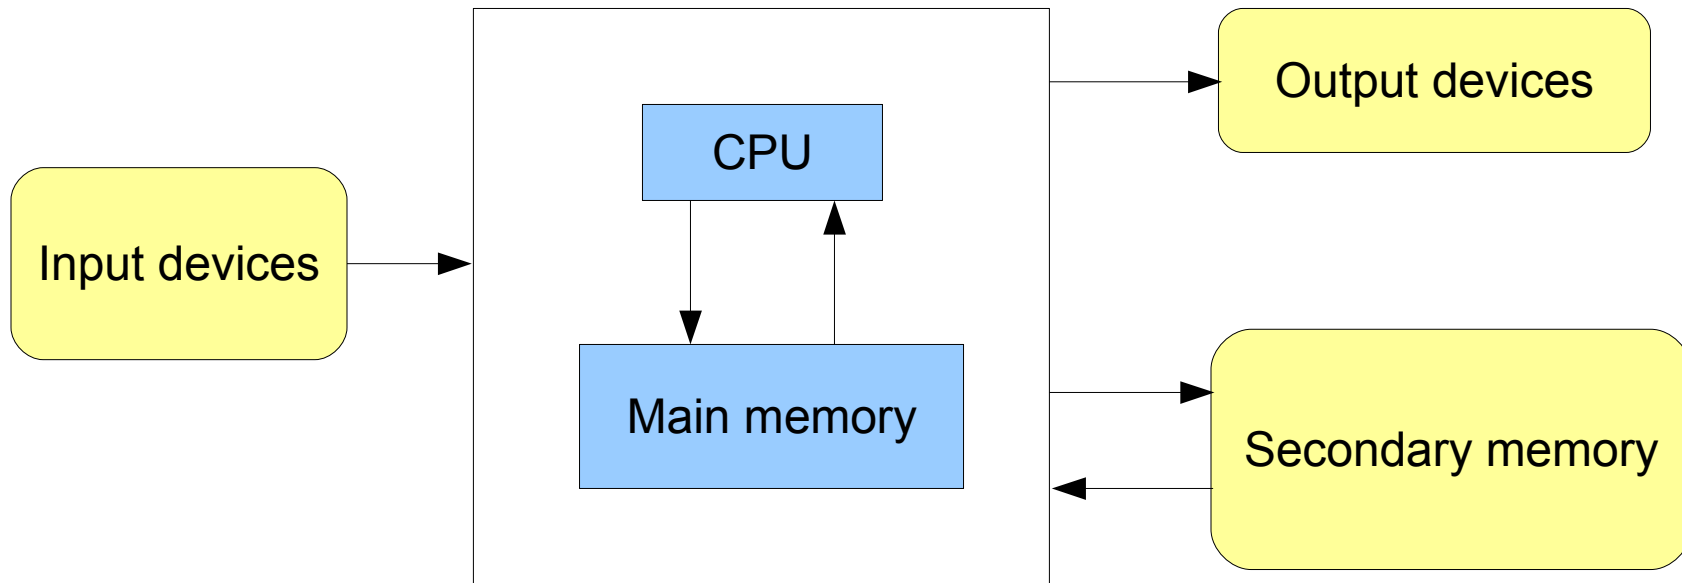 Output devices
CPU
Input devices
Main memory
Secondary memory